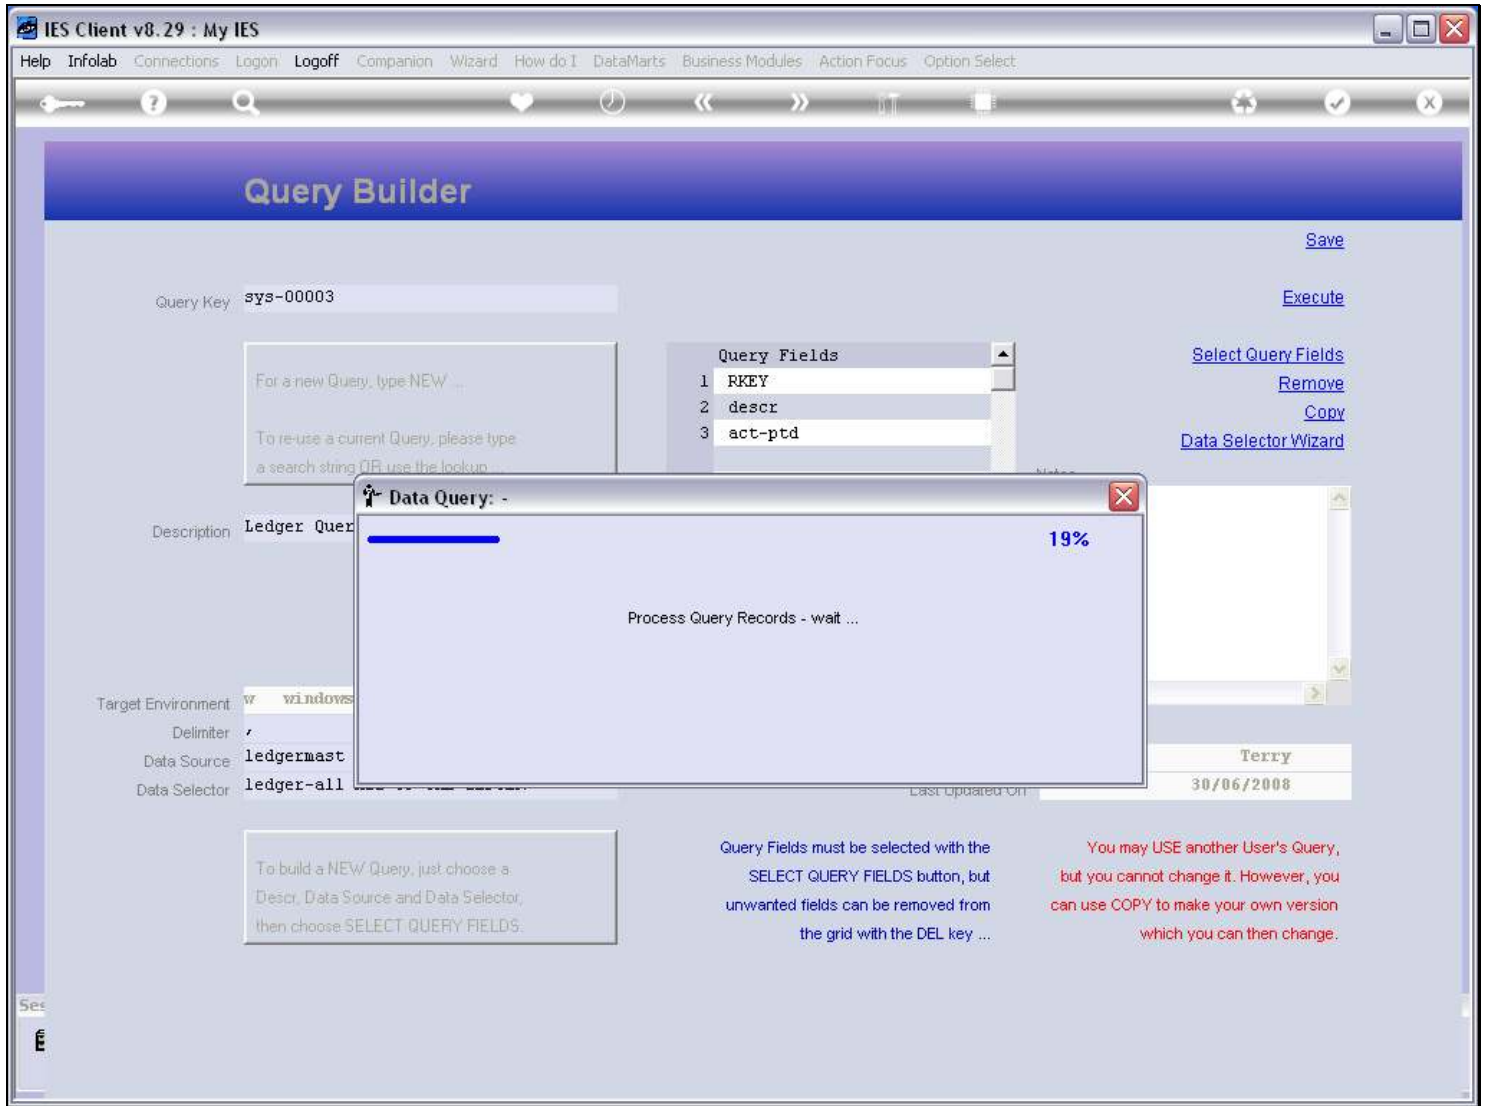 IES Client v8.29 : My IES
Help Infolab Connections Logon Logoff Companion Wizard How do I DataMarts Business Modules Action Focus Option Select
Query Builder
Save
Query Key sys-00003
Execute
For a new Query, type NEW ...
To re-use a current Query, please type
a search string OR use the lookup ...
Query Fields
1 RKEY
2 descr
3 act-ptd
Select Query Fields
Remove
Copy
Data Selector Wizard
Description Ledger Quer
Data Query: -
19%
Process Query Records - wait ...
Target Environment w windows
Delimiter ,
Data Source ledgermast
Data Selector ledger-all
Terry
Last Updated On 30/06/2008
To build a NEW Query, just choose a
Descr, Data Source and Data Selector,
then choose SELECT QUERY FIELDS.
Query Fields must be selected with the
SELECT QUERY FIELDS button, but
unwanted fields can be removed from
the grid with the DEL key ...
You may USE another User's Query,
but you cannot change it. However, you
can use COPY to make your own version
which you can then change.
Ses